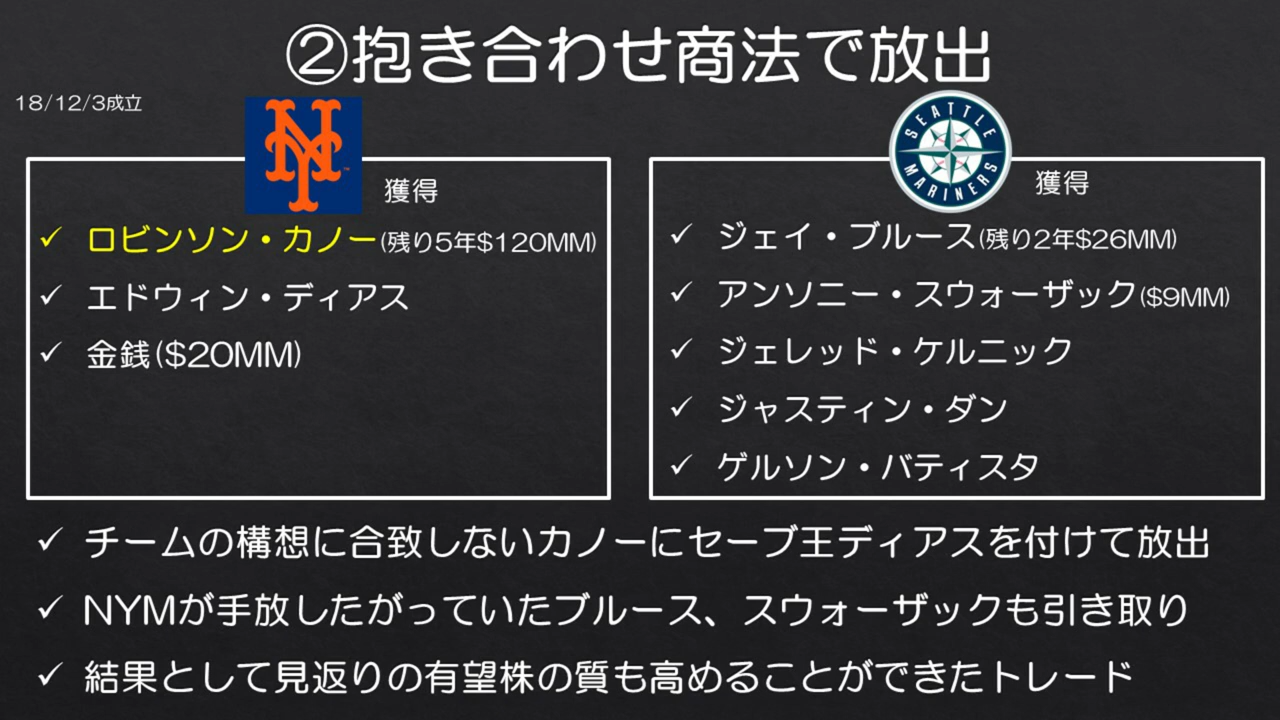 ②抱き合わせ商法で放出
18/12/3成立
NY
獲得
✓ ロビンソン・カノー(残り5年$120MM)
✓ エドウィン・ディアス
✓ 金銭($20MM)
SEATTLE
MARINERS
獲得
✓ ジェイ・ブルース(残り2年$26MM)
✓ アンソニー・スウォーザック($9MM)
✓ ジェレッド・ケルニック
✓ ジャスティン・ダン
✓ ゲルソン・バティスタ
✓ チームの構想に合致しないカノーにセーブ王ディアスを付けて放出
✓ NYMが手放したがっていたブルース、スウォーザックも引き取り
✓ 結果として見返りの有望株の質も高めることができたトレード